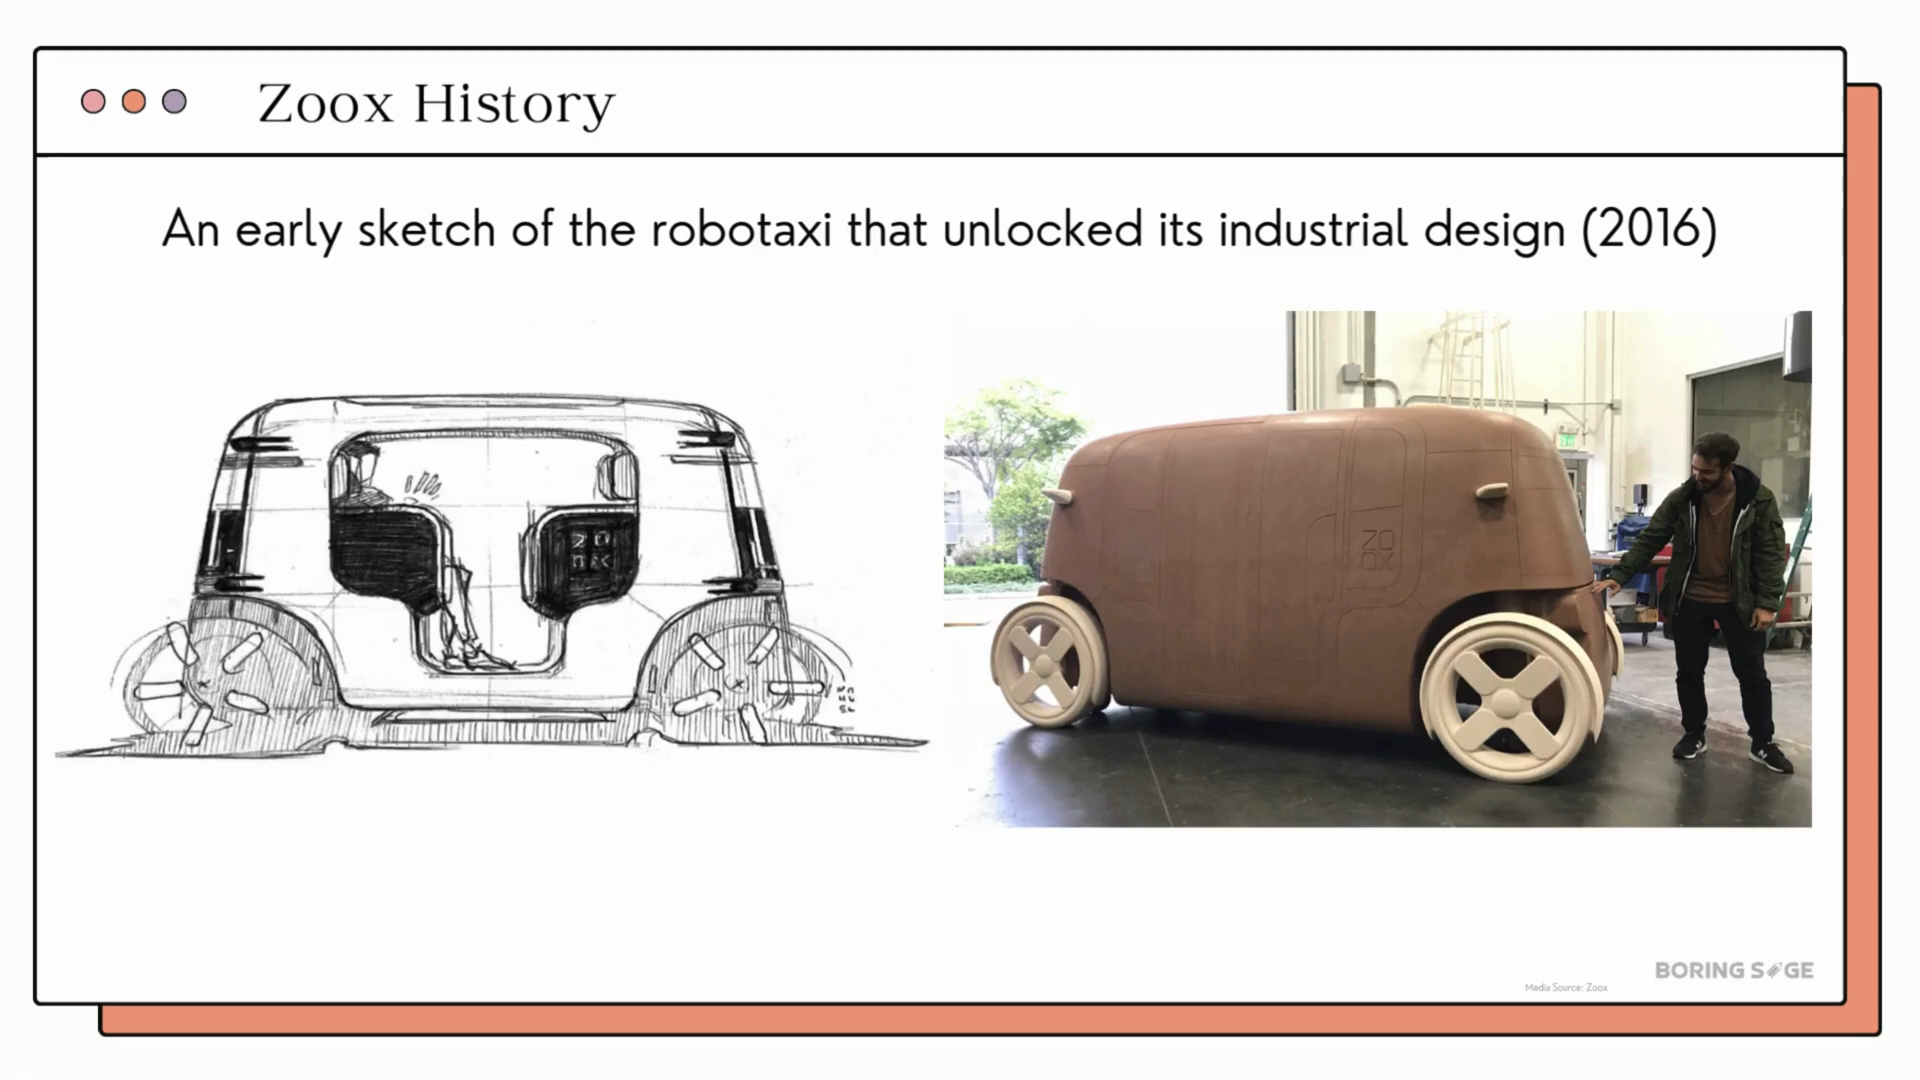 Zoox History
An early sketch of the robotaxi that unlocked its industrial design (2016)
ZO
OX
ZO
OX
BORING SAGE
Media Source: Zoox